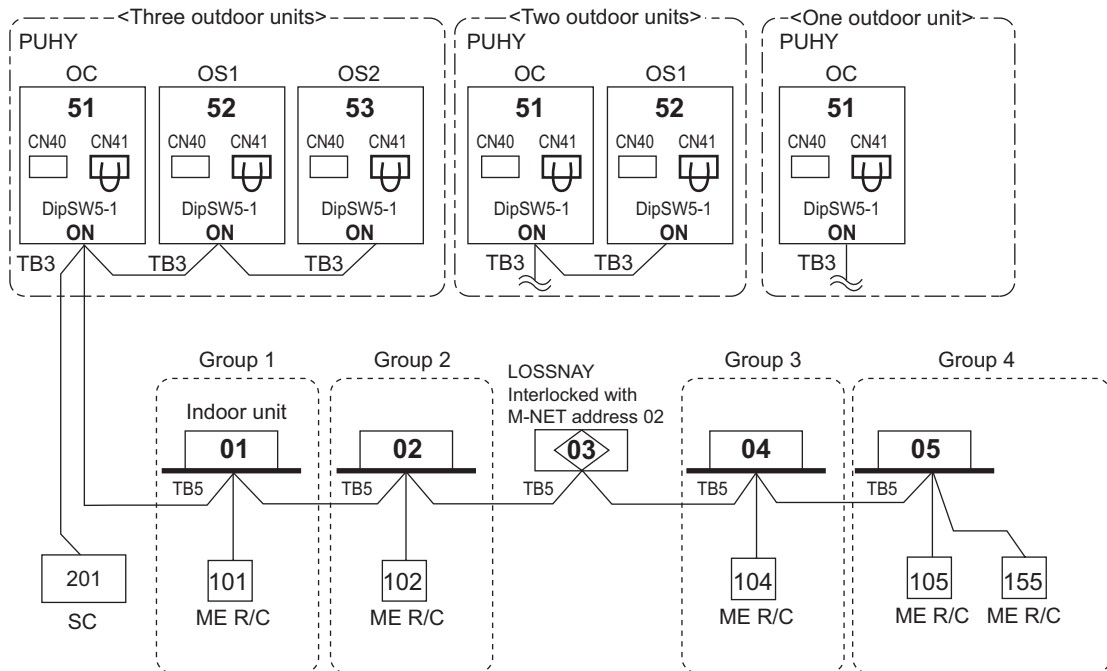 <Three outdoor units>
PUHY
OC OS1 OS2
51 52 53
CN40 CN41 CN40 CN41 CN40 CN41
DipSW5-1 DipSW5-1 DipSW5-1
ON ON ON
TB3 TB3 TB3
<Two outdoor units>
PUHY
OC OS1
51 52
CN40 CN41 CN40 CN41
DipSW5-1 DipSW5-1
ON ON
TB3 TB3
<One outdoor unit>
PUHY
OC
51
CN40 CN41
DipSW5-1
ON
TB3
Group 1 Group 2 Group 3 Group 4
LOSSNAY
Interlocked with
M-NET address 02
Indoor unit
01 02 03 04 05
TB5 TB5 TB5 TB5 TB5
201 101 102 104 105 155
SC ME R/C ME R/C ME R/C ME R/C ME R/C